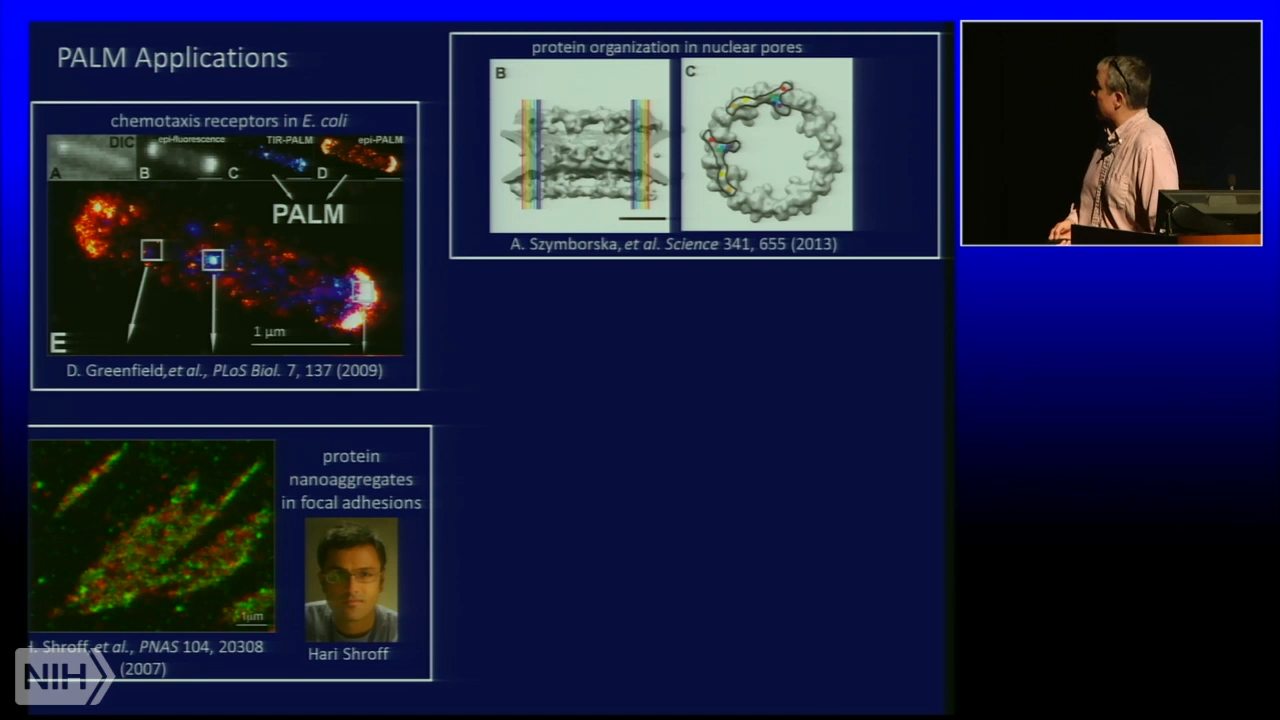 PALM Applications
chemotaxis receptors in E. coli
DIC
epi-fluorescence
TIR-PALM
epi-PALM
A
B
C
D
PALM
1 µm
E
D. Greenfield,et al., PLoS Biol. 7, 137 (2009)
protein organization in nuclear pores
B
C
A. Szymborska, et al. Science 341, 655 (2013)
protein
nanoaggregates
in focal adhesions
1µm
Shroff, et al., PNAS 104, 20308
(2007)
Hari Shroff
NIH